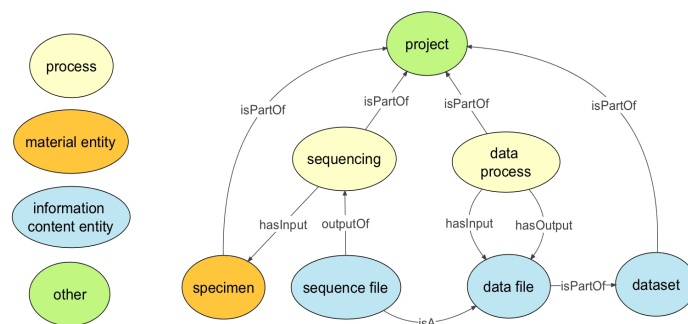 project
process
isPartOf
isPartOf
isPartOf
isPartOf
material entity
sequencing
data
process
information
content entity
hasInput
outputOf
hasInput
hasOutput
other
specimen
sequence file
data file
isPartOf
dataset
isA